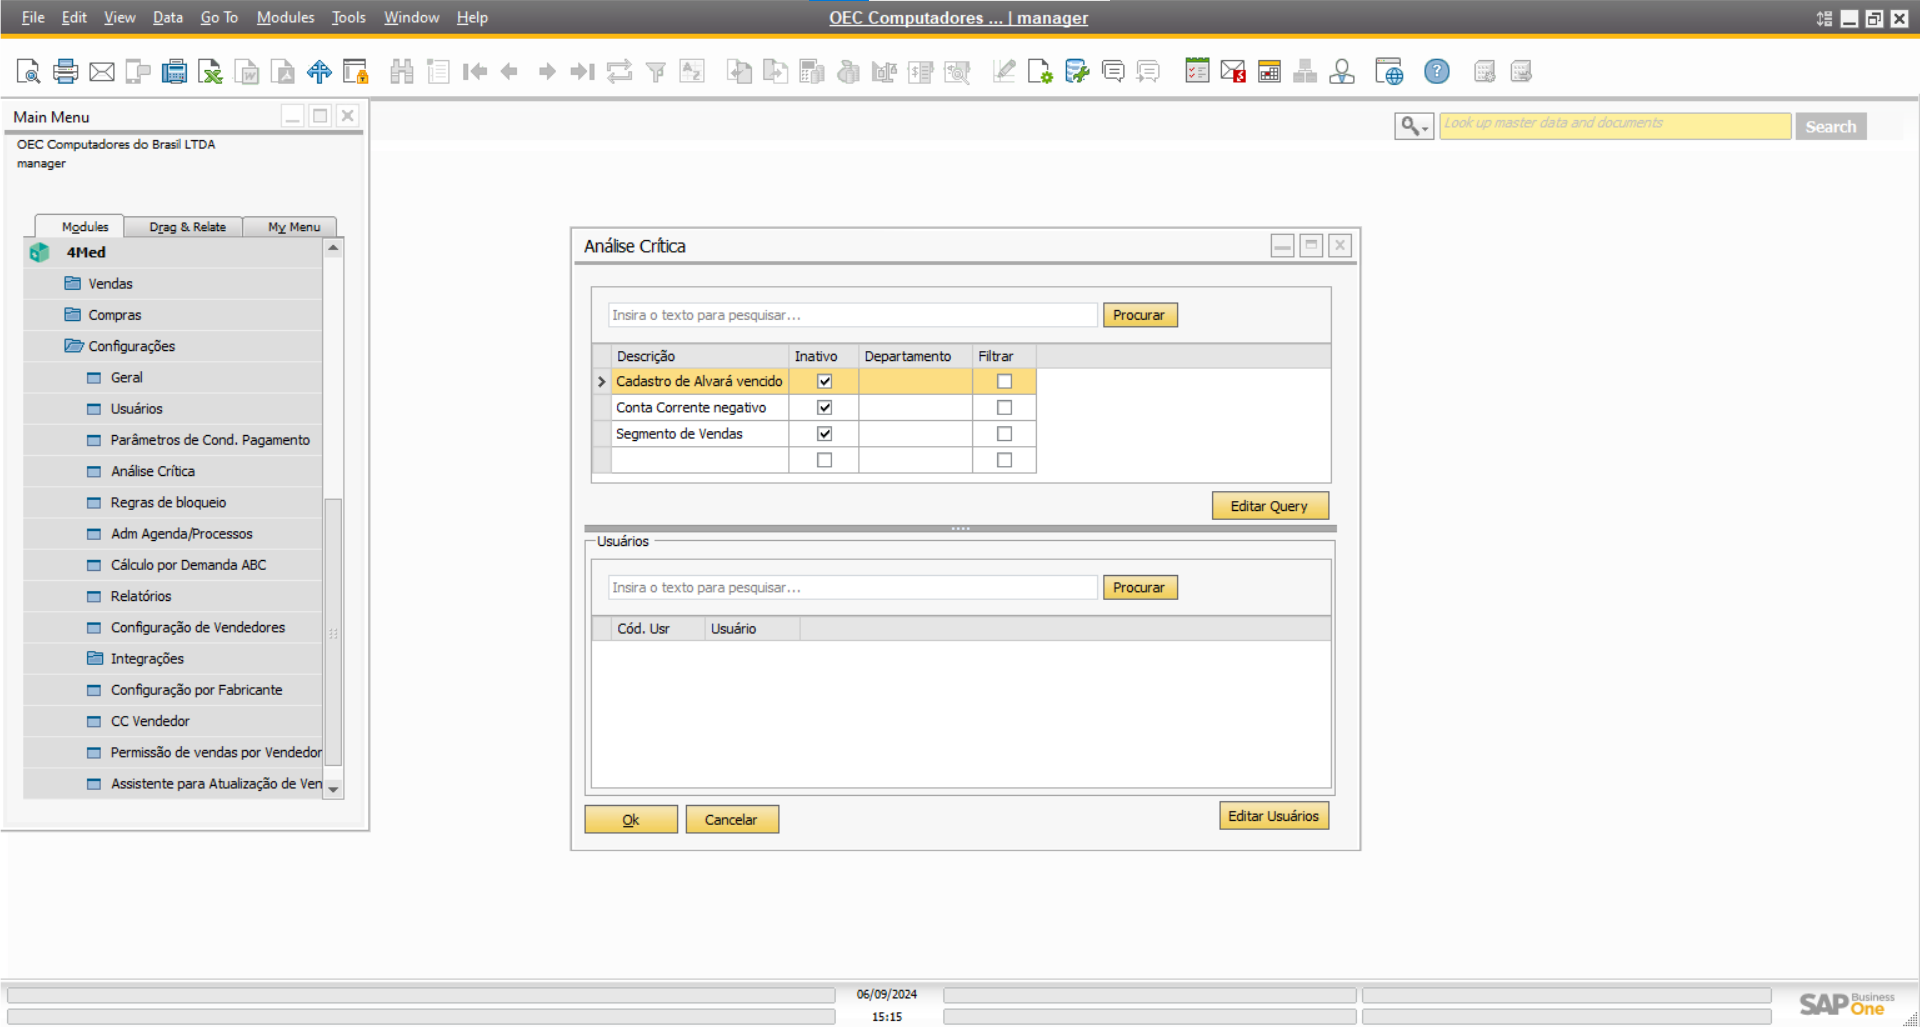 File Edit View Data Go To Modules Tools Window Help
OEC Computadores ... | manager
Main Menu
OEC Computadores do Brasil LTDA
manager
Look up master data and documents
Search
Modules Drag & Relate My Menu
4Med
Vendas
Compras
Configurações
Geral
Usuários
Parâmetros de Cond. Pagamento
Análise Crítica
Regras de bloqueio
Adm Agenda/Processos
Cálculo por Demanda ABC
Relatórios
Configuração de Vendedores
Integrações
Configuração por Fabricante
CC Vendedor
Permissão de vendas por Vendedor
Assistente para Atualização de Ven
Análise Crítica
Insira o texto para pesquisar...
Procurar
Descrição Inativo Departamento Filtrar
Cadastro de Alvará vencido
Conta Corrente negativo
Segmento de Vendas
Editar Query
Usuários
Insira o texto para pesquisar...
Procurar
Cód. Usr Usuário
Ok Cancelar
Editar Usuários
06/09/2024
15:15
SAP Business One